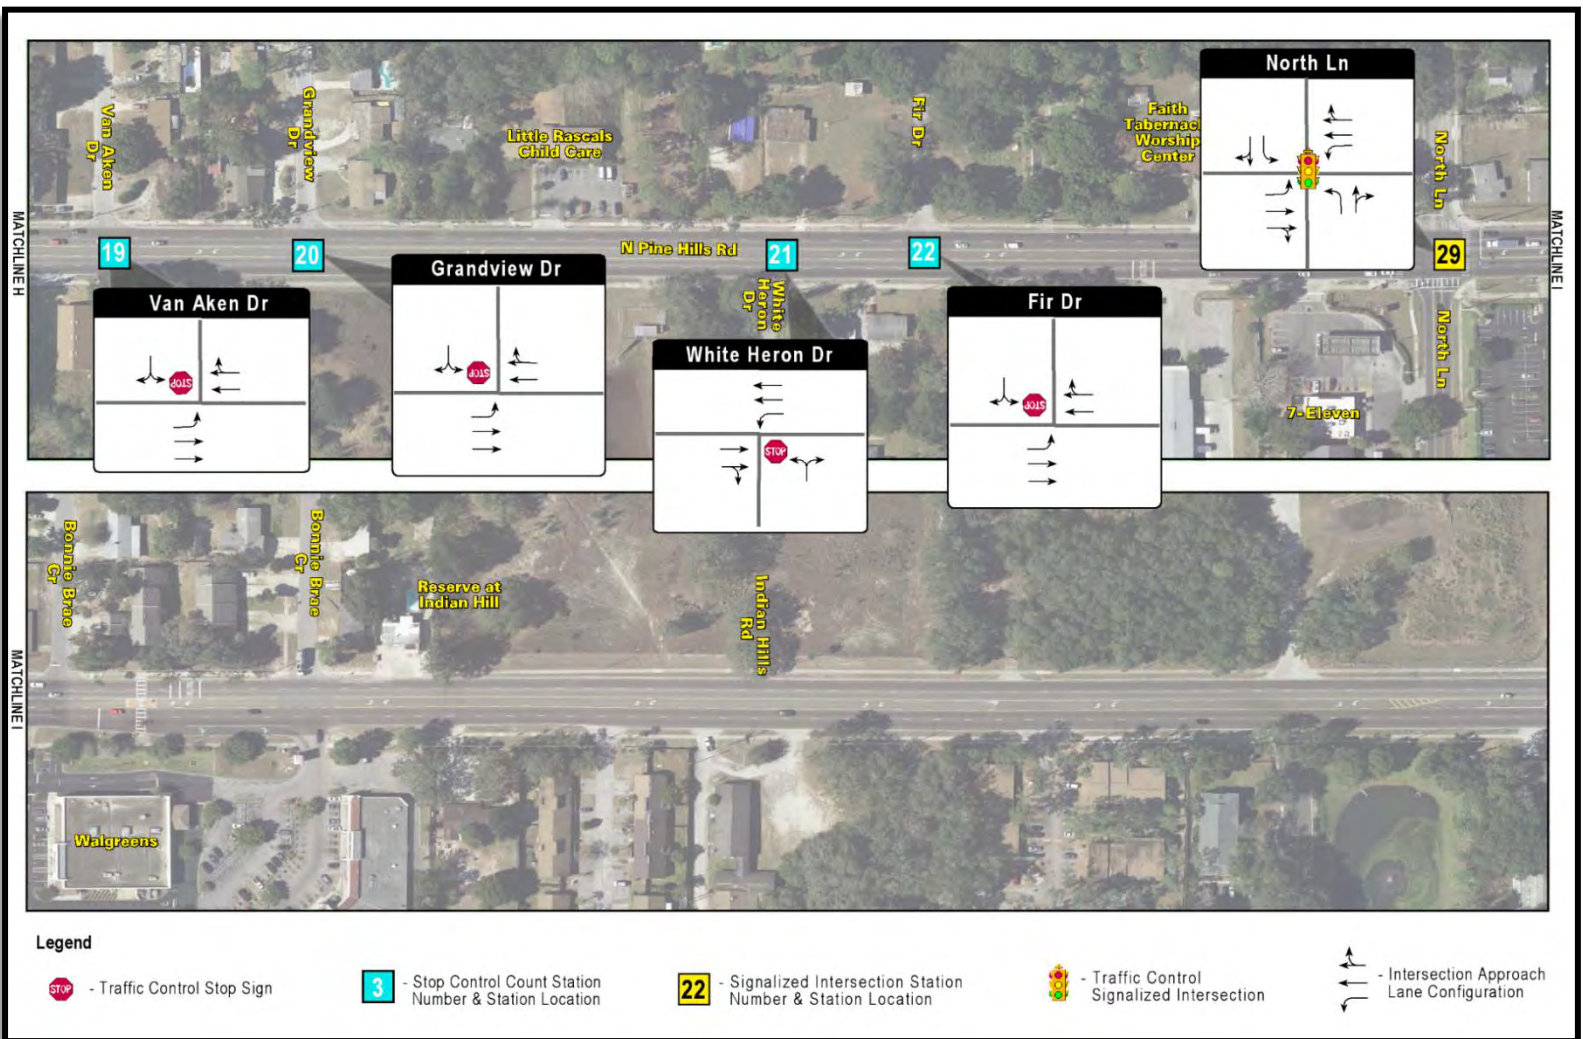 North Ln
Van Aken
Dr
Grandview
Dr
Little Rascals
Child Care
Fir Dr
Faith
Tabernac
Worship
Center
North Ln
MATCHLINE H
19
20
N Pine Hills Rd
21
22
29
MATCHLINE I
Van Aken Dr
STOP
Grandview Dr
STOP
White
Heron
Dr
White Heron Dr
STOP
Fir Dr
STOP
North Ln
7-Eleven
Bonnie Brae
Cr
Bonnie Brae
Cr
Reserve at
Indian Hill
Indian Hills
Rd
MATCHLINE I
Walgreens
Legend
STOP - Traffic Control Stop Sign
3 - Stop Control Count Station
Number & Station Location
22 - Signalized Intersection Station
Number & Station Location
- Traffic Control
Signalized Intersection
- Intersection Approach
Lane Configuration